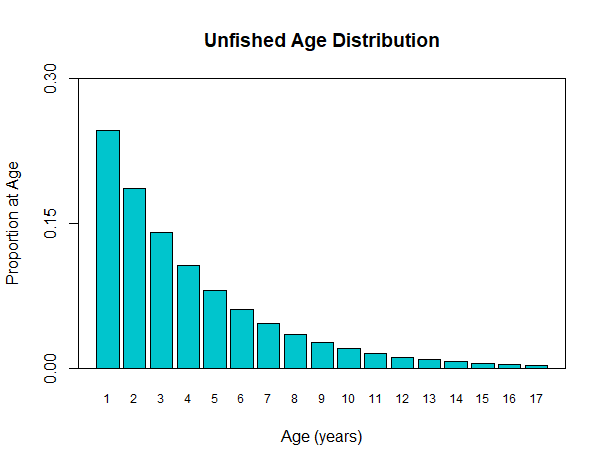 Unfished Age Distribution
Proportion at Age
0.30
0.15
0.00
1 2 3 4 5 6 7 8 9 10 11 12 13 14 15 16 17
Age (years)